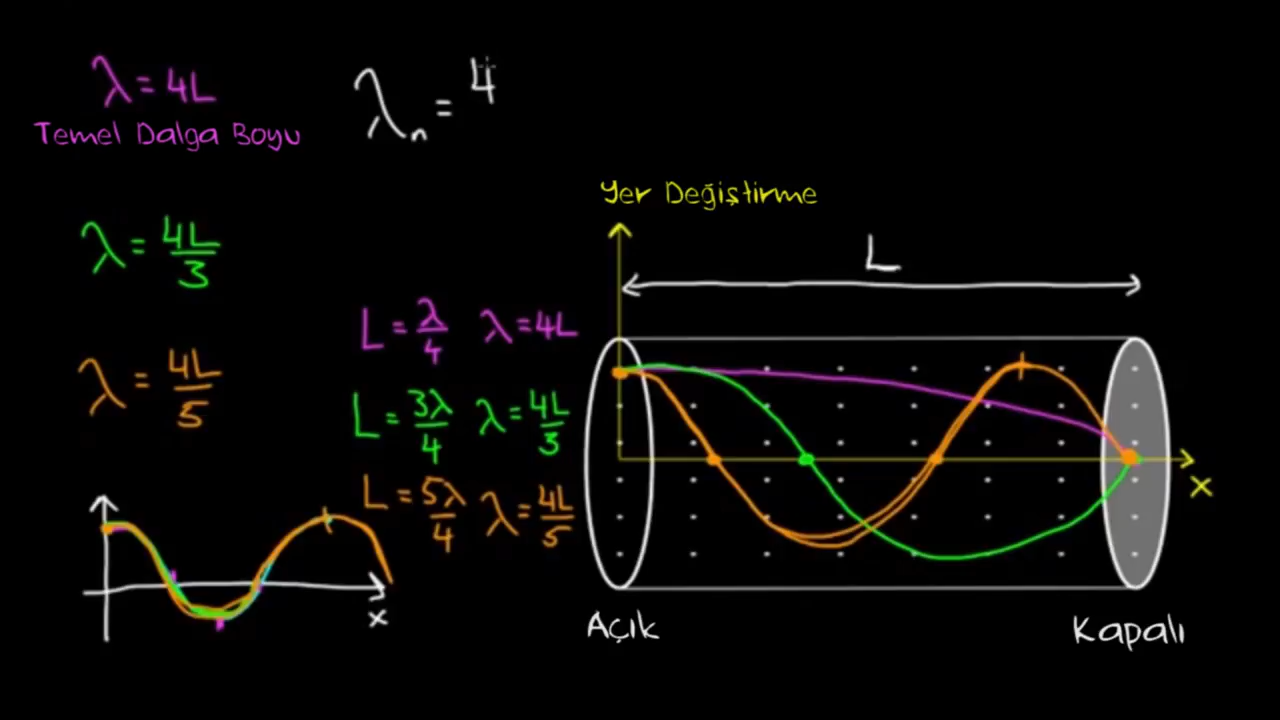 λ = 4L
Temel Dalga Boyu
λₙ = 4
λ = 4L/3
λ = 4L/5
L = λ/4 λ = 4L
L = 3λ/4 λ = 4L/3
L = 5λ/4 λ = 4L/5
x
Yer Değiştirme
L
x
Açık
Kapalı